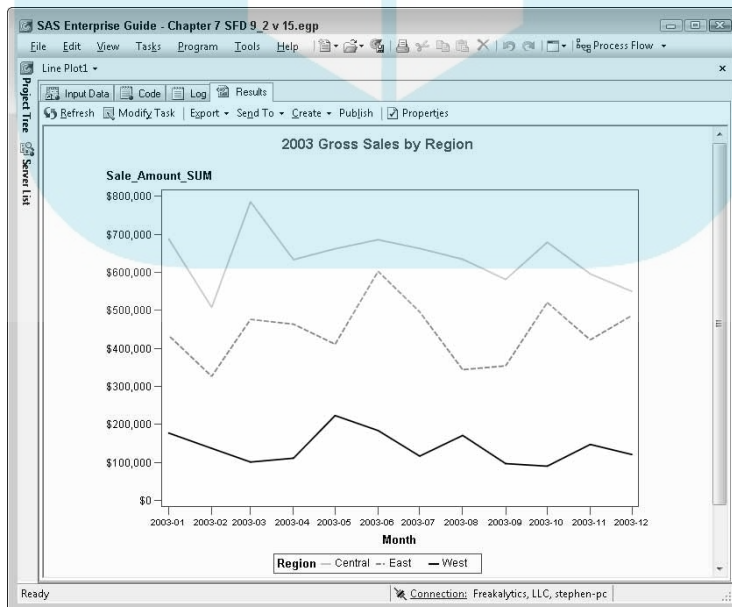 SAS Enterprise Guide - Chapter 7 SFD 9_2 v 15.egp
File Edit View Tasks Program Tools Help Process Flow
Line Plot1
Project Tree
Server List
Input Data Code Log Results
Refresh Modify Task Export Send To Create Publish Properties
2003 Gross Sales by Region
Sale_Amount_SUM
$800,000
$700,000
$600,000
$500,000
$400,000
$300,000
$200,000
$100,000
$0
2003-01 2003-02 2003-03 2003-04 2003-05 2003-06 2003-07 2003-08 2003-09 2003-10 2003-11 2003-12
Month
Region Central East West
Ready Connection: Freakalytics, LLC, stephen-pc